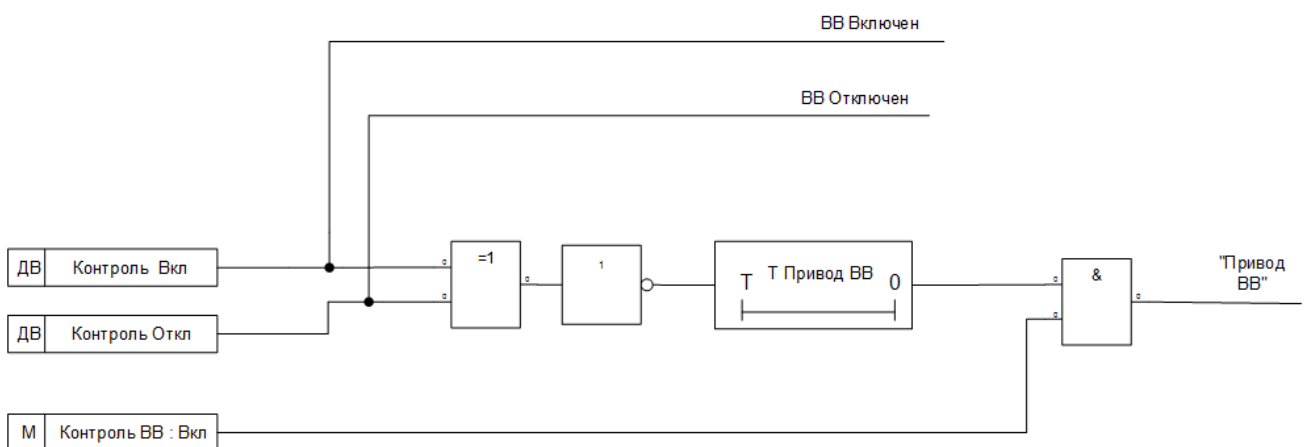 ВВ Включен
ВВ Отключен
ДВ Контроль Вкл
=1
1
Т Привод ВВ
T 0
&
"Привод
ВВ"
ДВ Контроль Откл
М Контроль ВВ : Вкл